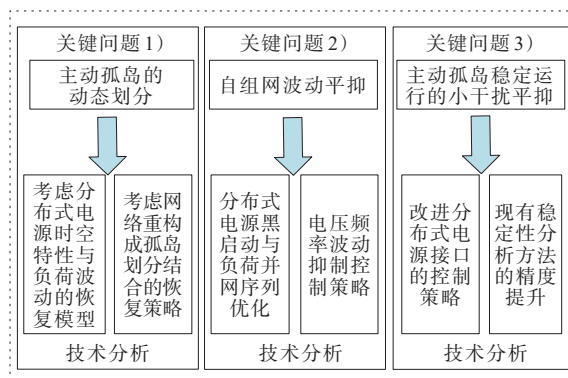 关键问题1）
主动孤岛的
动态划分
考虑分
布式电
源时空
特性与
负荷波
动的恢
复模型
考虑网
络重构
成孤岛
划分结
合的恢
复策略
技术分析
关键问题2）
自组网波动平抑
分布式
电源黑
启动与
负荷并
网序列
优化
电压频
率波动
抑制控
制策略
技术分析
关键问题3）
主动孤岛稳定运
行的小干扰平抑
改进分
布式电
源接口
的控制
策略
现有稳
定性分
析方法
的精度
提升
技术分析